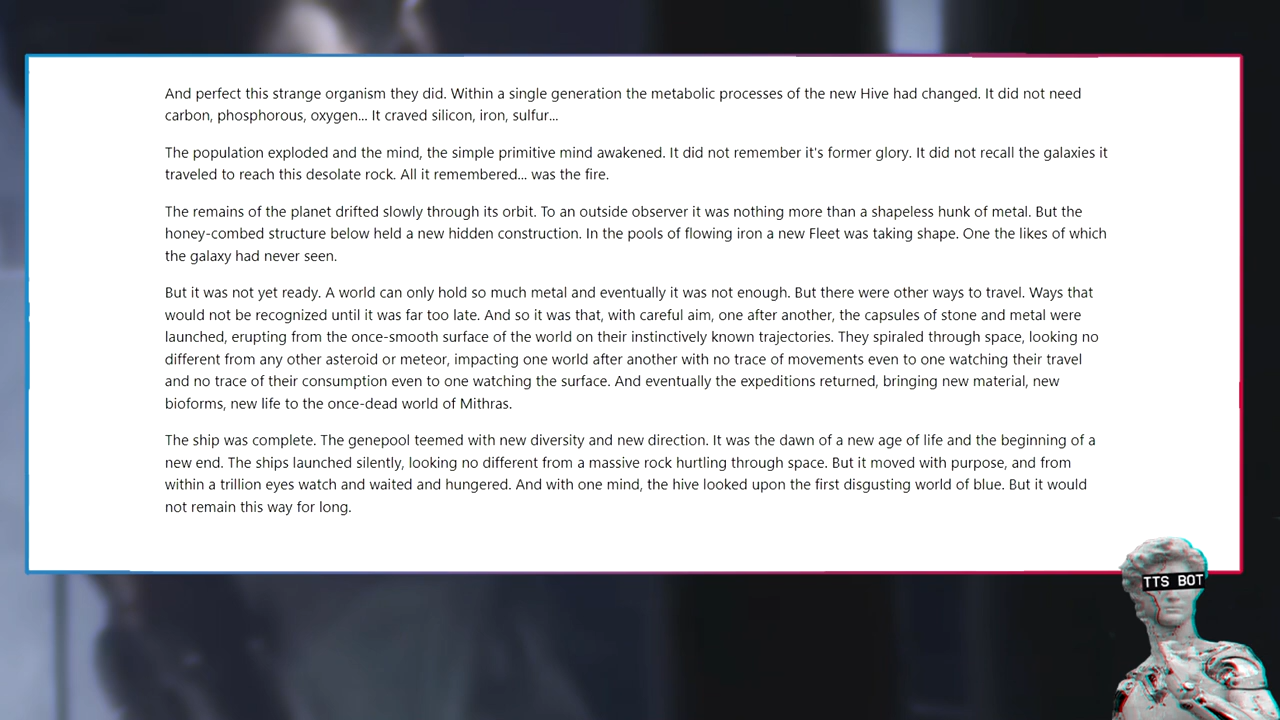 And perfect this strange organism they did. Within a single generation the metabolic processes of the new Hive had changed. It did not need
carbon, phosphorous, oxygen... It craved silicon, iron, sulfur...
The population exploded and the mind, the simple primitive mind awakened. It did not remember it's former glory. It did not recall the galaxies it
traveled to reach this desolate rock. All it remembered... was the fire.
The remains of the planet drifted slowly through its orbit. To an outside observer it was nothing more than a shapeless hunk of metal. But the
honey-combed structure below held a new hidden construction. In the pools of flowing iron a new Fleet was taking shape. One the likes of which
the galaxy had never seen.
But it was not yet ready. A world can only hold so much metal and eventually it was not enough. But there were other ways to travel. Ways that
would not be recognized until it was far too late. And so it was that, with careful aim, one after another, the capsules of stone and metal were
launched, erupting from the once-smooth surface of the world on their instinctively known trajectories. They spiraled through space, looking no
different from any other asteroid or meteor, impacting one world after another with no trace of movements even to one watching their travel
and no trace of their consumption even to one watching the surface. And eventually the expeditions returned, bringing new material, new
bioforms, new life to the once-dead world of Mithras.
The ship was complete. The genepool teemed with new diversity and new direction. It was the dawn of a new age of life and the beginning of a
new end. The ships launched silently, looking no different from a massive rock hurtling through space. But it moved with purpose, and from
within a trillion eyes watch and waited and hungered. And with one mind, the hive looked upon the first disgusting world of blue. But it would
not remain this way for long.
TTS BOT